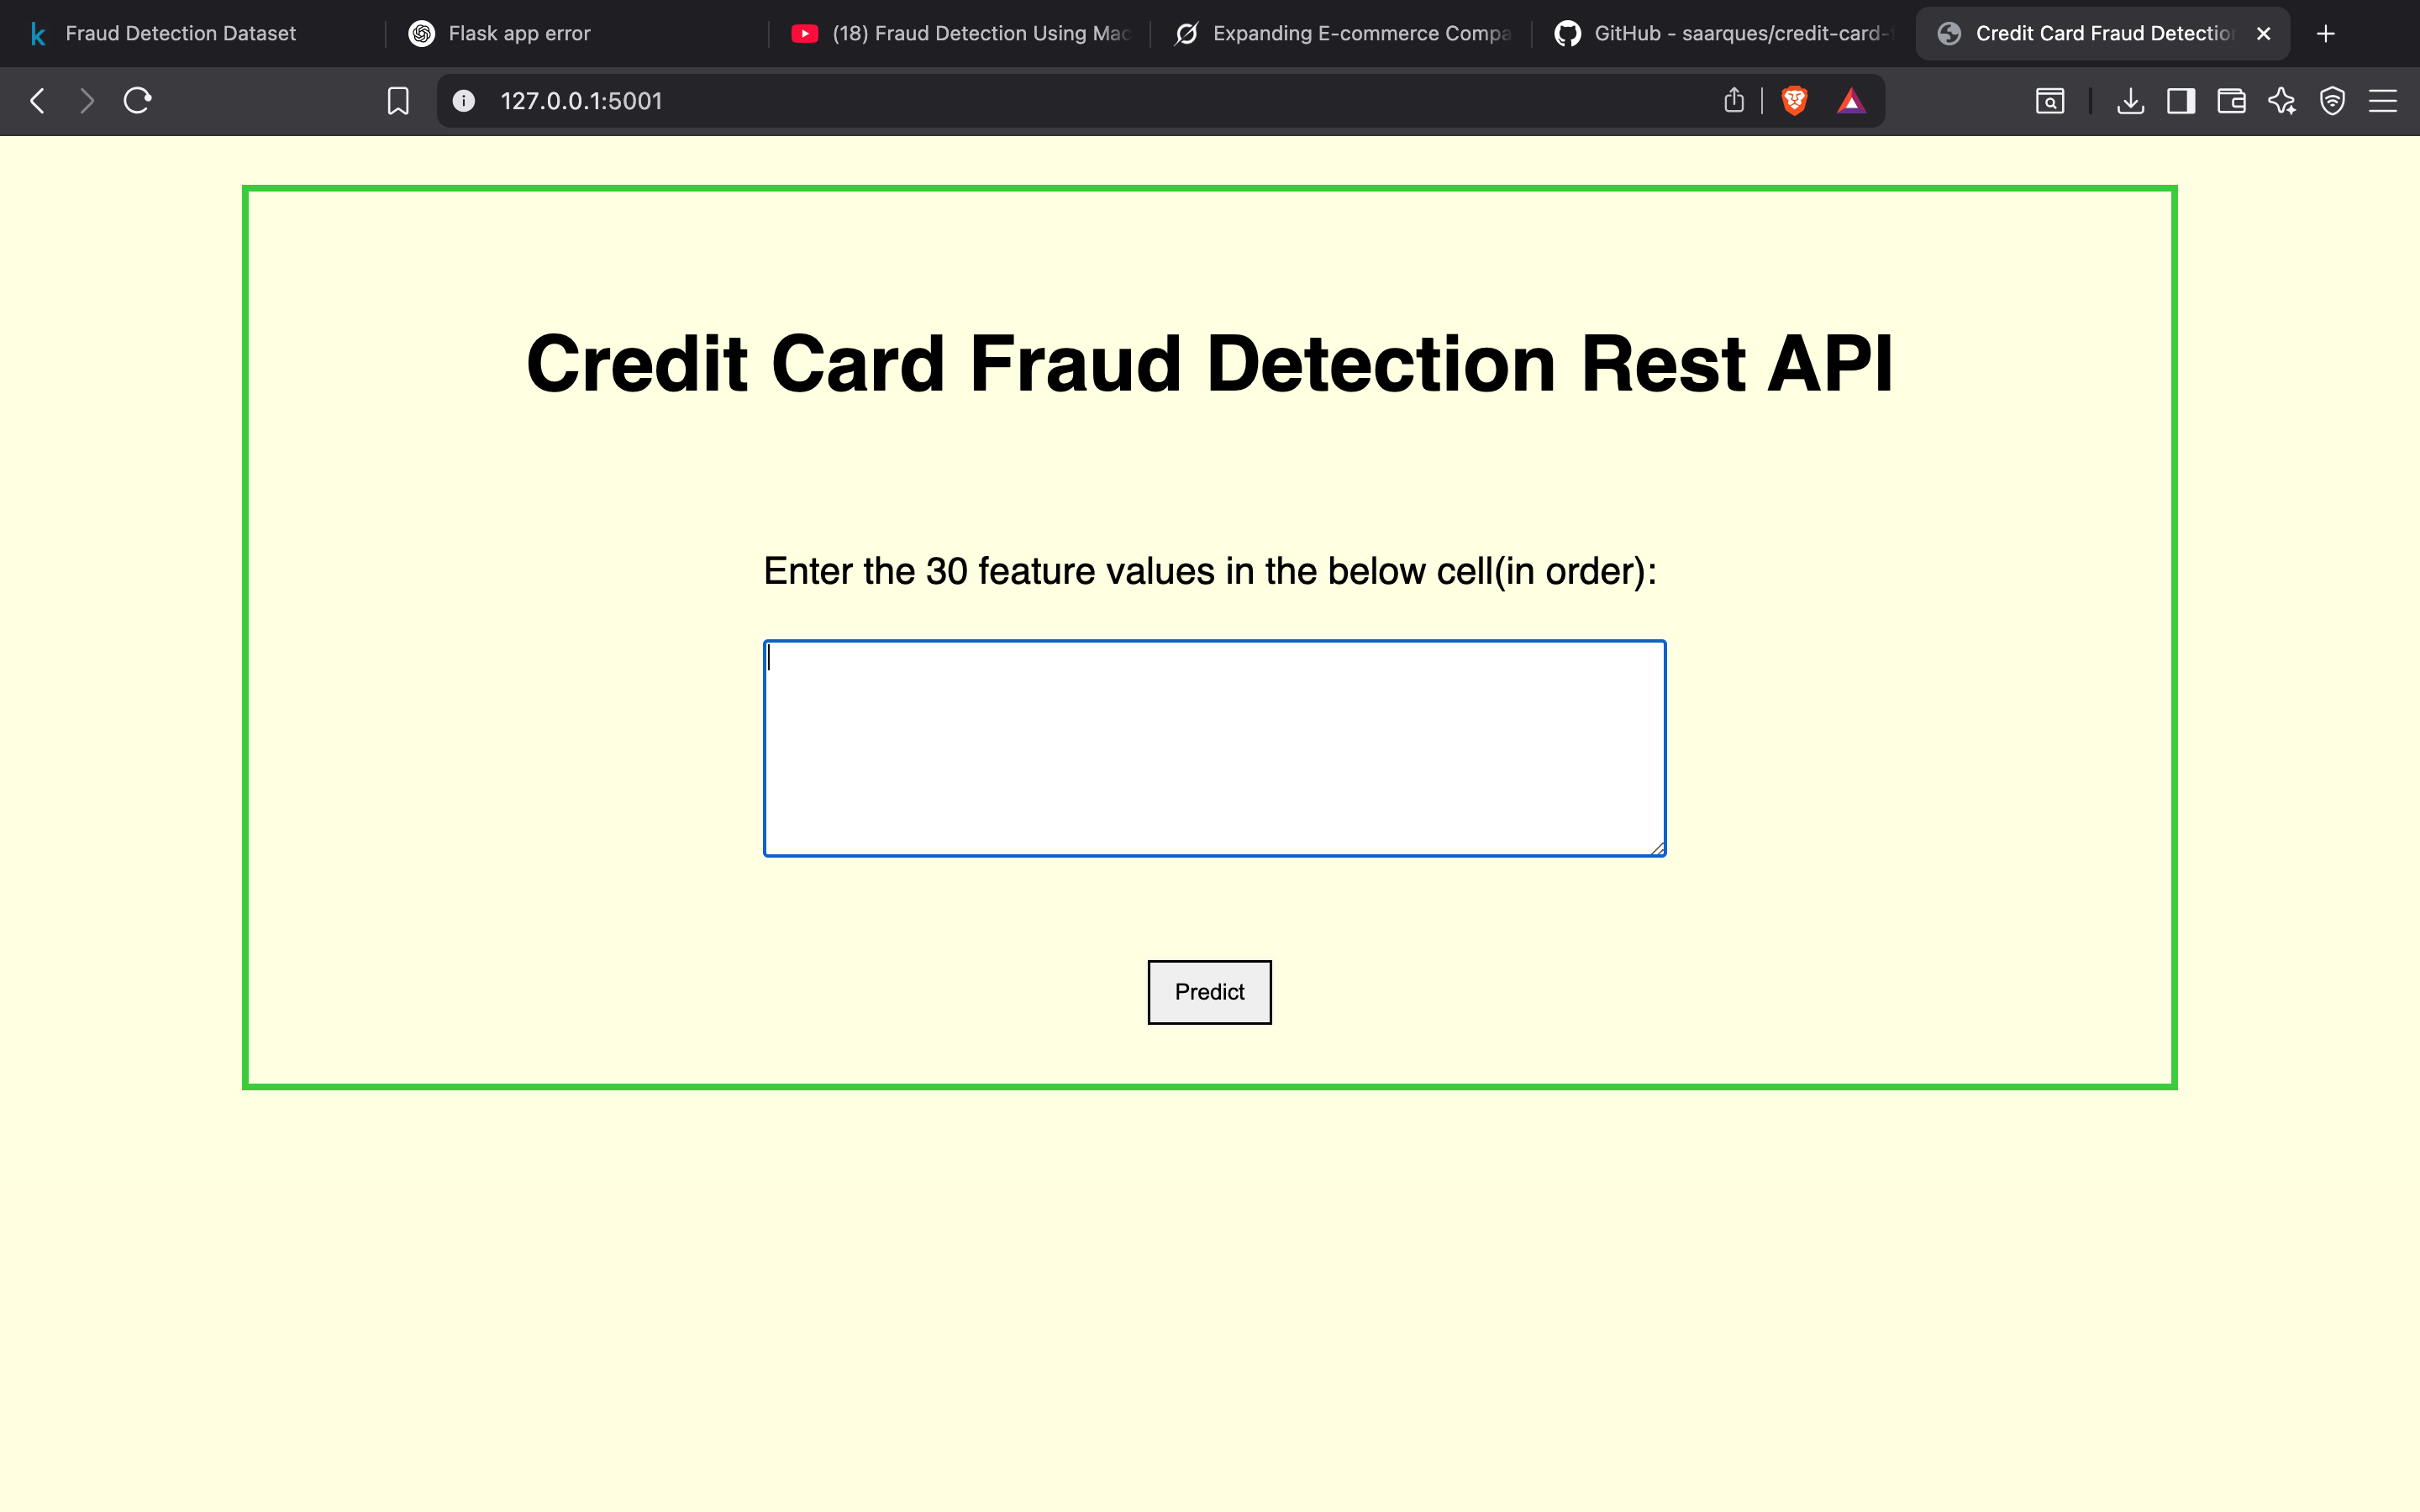 Fraud Detection Dataset
Flask app error
(18) Fraud Detection Using Mac
Expanding E-commerce Compa
GitHub - saarques/credit-card-f
Credit Card Fraud Detection
127.0.0.1:5001
Credit Card Fraud Detection Rest API
Enter the 30 feature values in the below cell(in order):
Predict